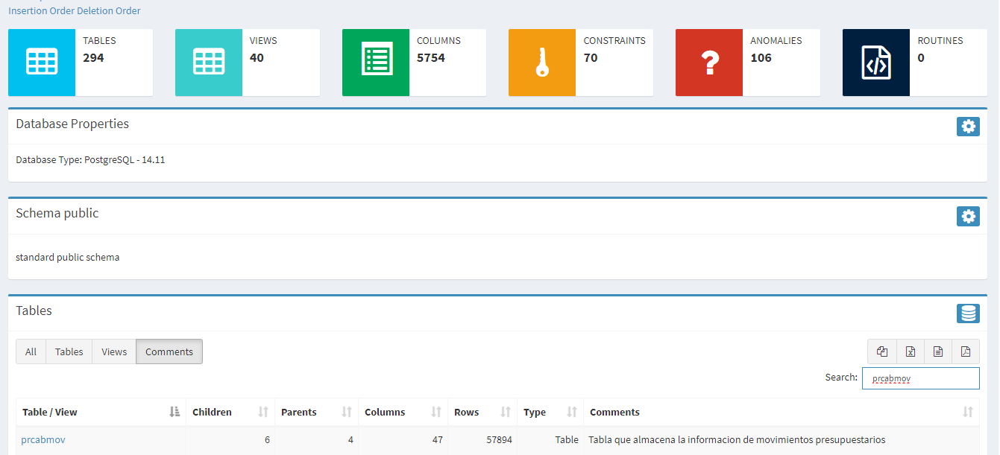 Insertion Order Deletion Order
TABLES
294
VIEWS
40
COLUMNS
5754
CONSTRAINTS
70
ANOMALIES
106
ROUTINES
0
Database Properties
Database Type: PostgreSQL - 14.11
Schema public
standard public schema
Tables
All Tables Views Comments
Search: prcabmov
Table / View Children Parents Columns Rows Type Comments
prcabmov 6 4 47 57894 Table Tabla que almacena la informacion de movimientos presupuestarios